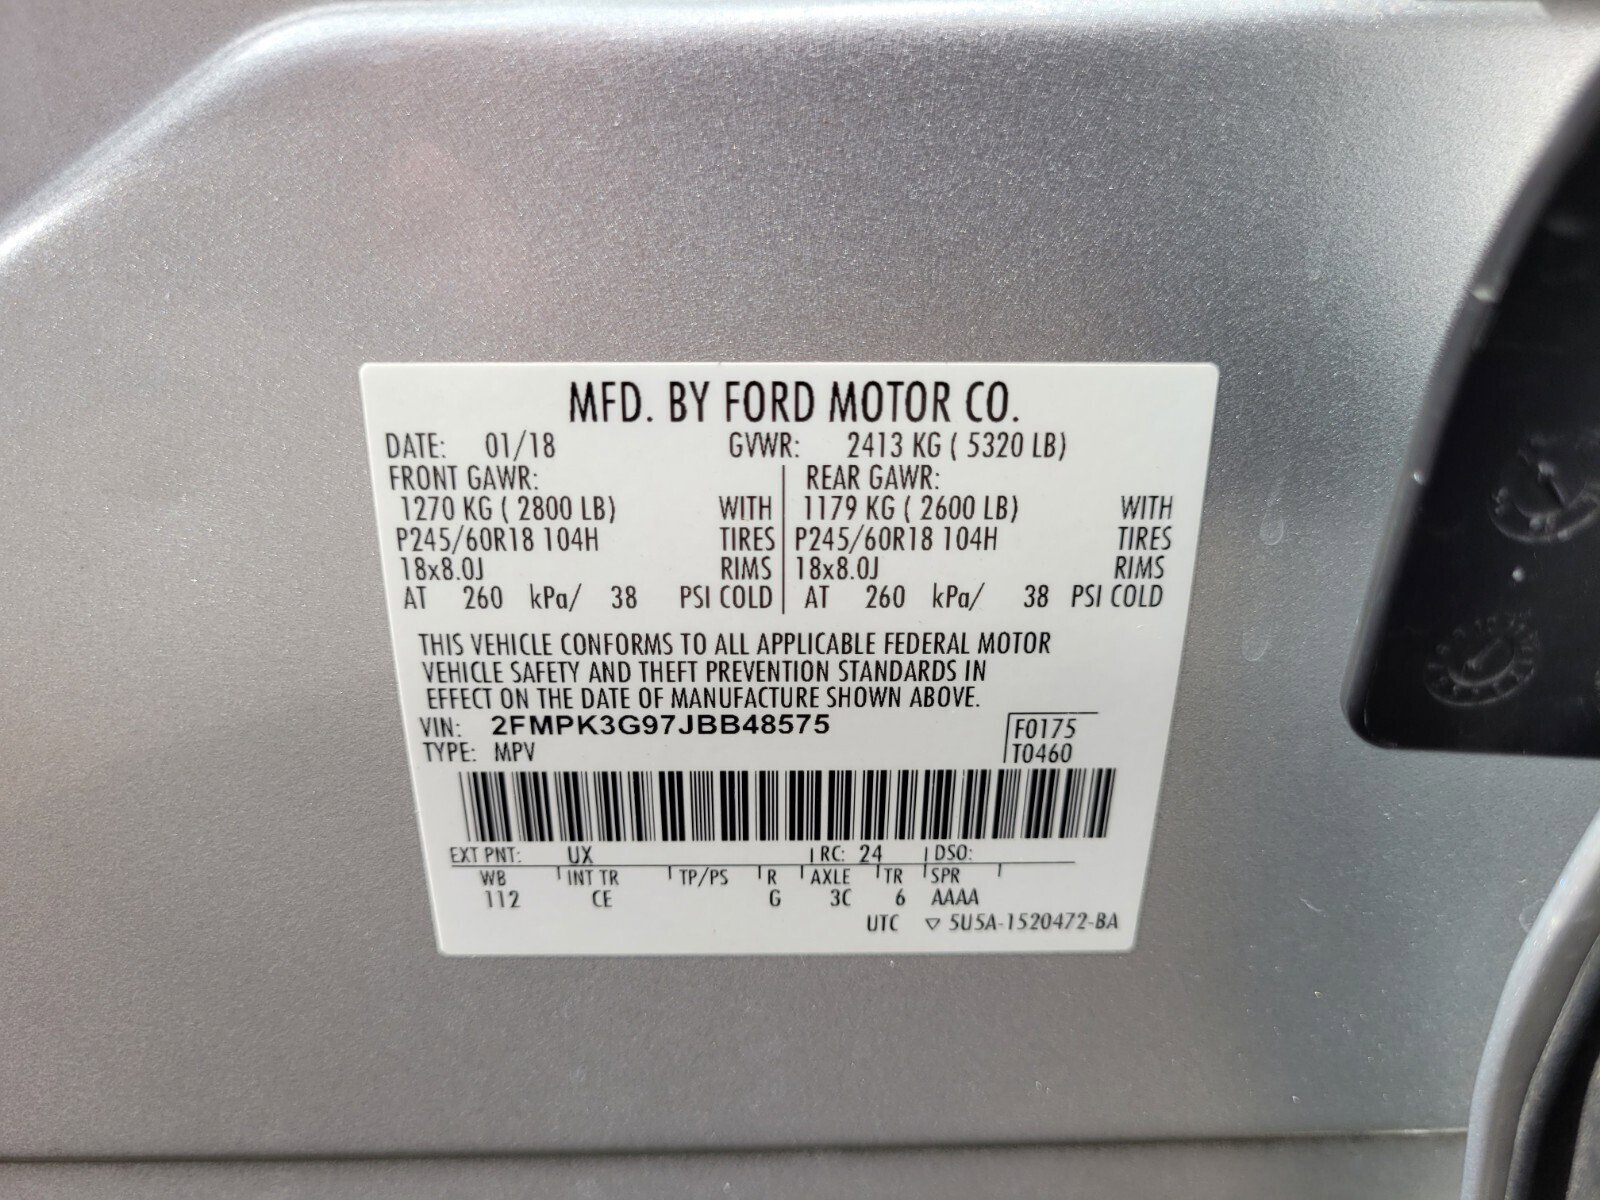 MFD. BY FORD MOTOR CO.
DATE: 01/18 GVWR: 2413 KG ( 5320 LB)
FRONT GAWR: REAR GAWR:
1270 KG ( 2800 LB) WITH 1179 KG ( 2600 LB) WITH
P245/60R18 104H TIRES P245/60R18 104H TIRES
18x8.0J RIMS 18x8.0J RIMS
AT 260 kPa/ 38 PSI COLD AT 260 kPa/ 38 PSI COLD
THIS VEHICLE CONFORMS TO ALL APPLICABLE FEDERAL MOTOR
VEHICLE SAFETY AND THEFT PREVENTION STANDARDS IN
EFFECT ON THE DATE OF MANUFACTURE SHOWN ABOVE.
VIN: 2FMPK3G97JBB48575 F0175
TYPE: MPV T0460
EXT PNT: UX RC: 24 DSO:
WB INT TR TP/PS R AXLE TR SPR
112 CE G 3C 6 AAAA
UTC ▽ 5U5A-1520472-BA